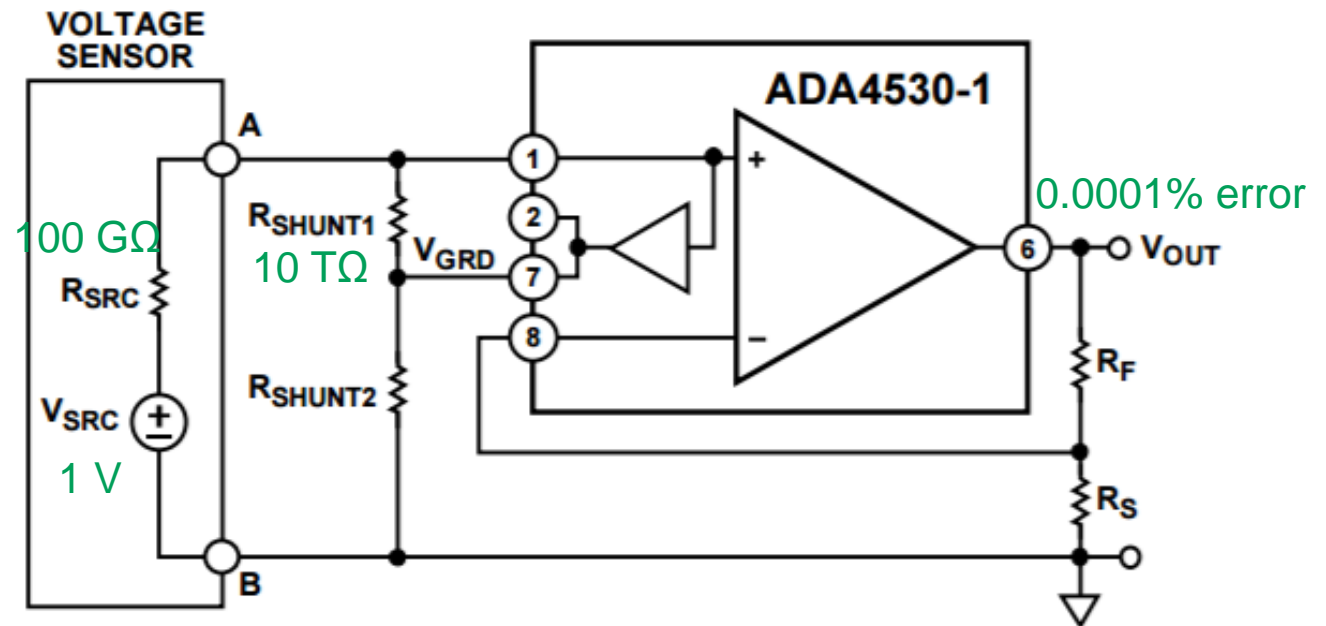 VOLTAGE
SENSOR
ADA4530-1
A
1
+
0.0001% error
RSHUNT1
2
100 GΩ
VGRD
6
VOUT
10 TΩ
7
RSRC
8
−
RF
RSHUNT2
VSRC
+
−
1 V
RS
B